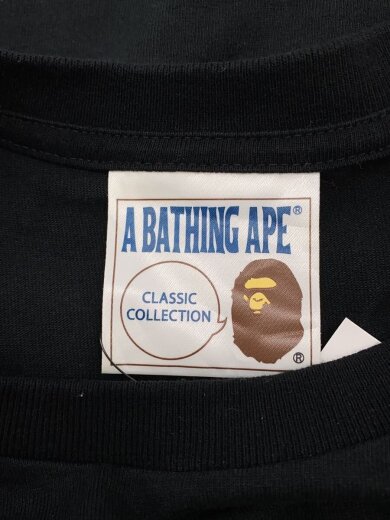 A BATHING APE®
CLASSIC
COLLECTION
®